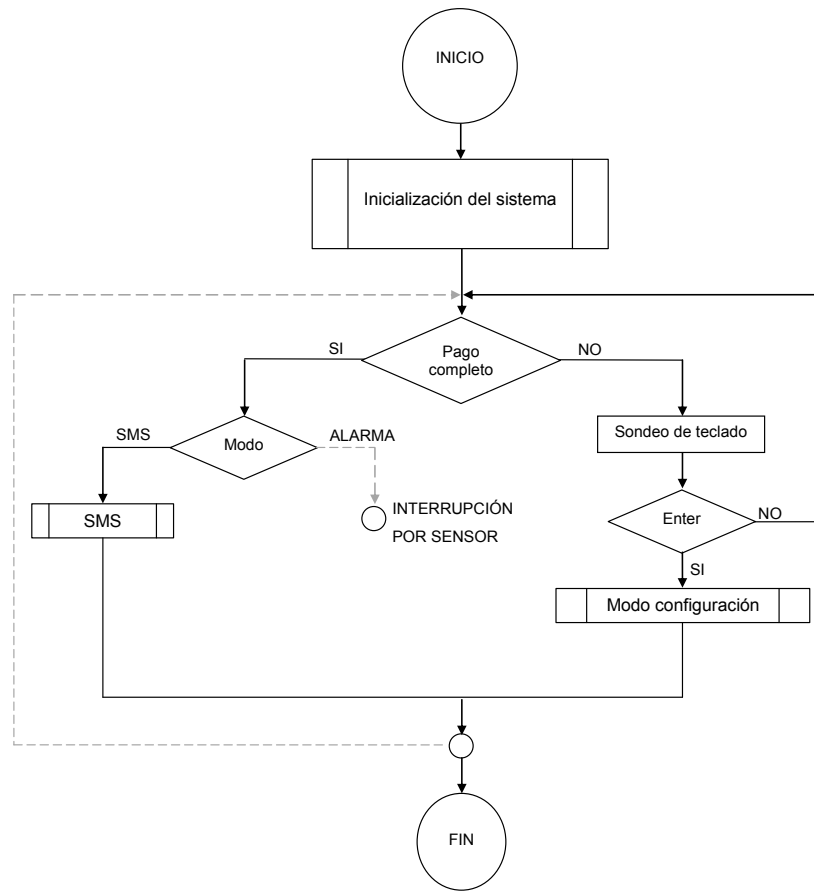 INICIO
Inicialización del sistema
SI
Pago
completo
NO
SMS
Modo
ALARMA
Sondeo de teclado
SMS
INTERRUPCIÓN
POR SENSOR
Enter
NO
SI
Modo configuración
FIN